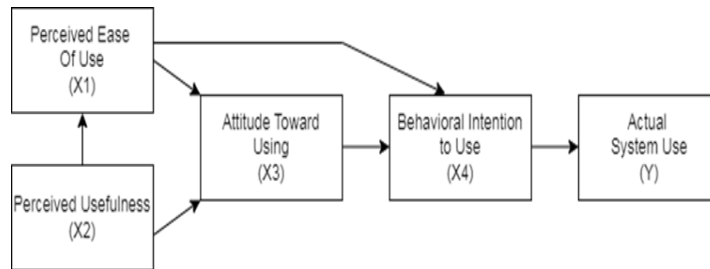 Perceived Ease
Of Use
(X1)
Perceived Usefulness
(X2)
Attitude Toward
Using
(X3)
Behavioral Intention
to Use
(X4)
Actual
System Use
(Y)